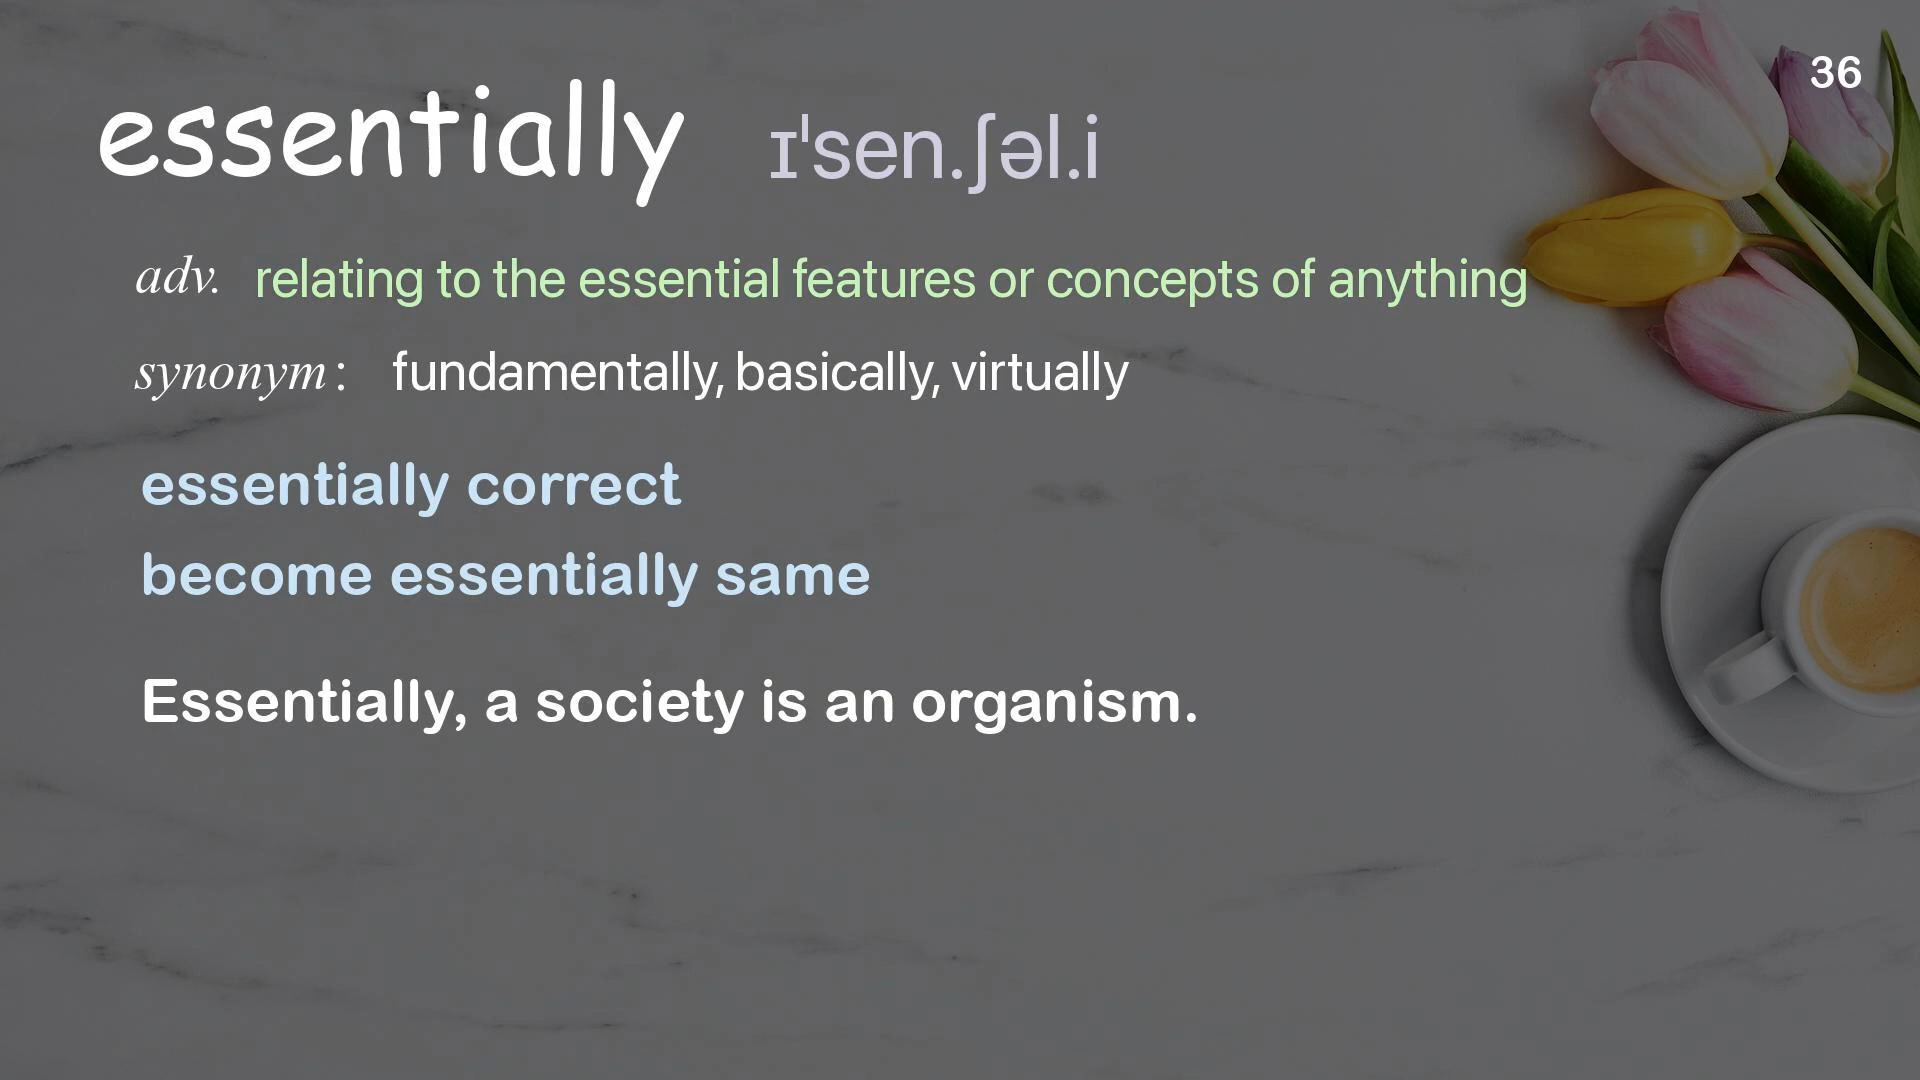 36
essentially ɪˈsen.ʃəl.i
adv. relating to the essential features or concepts of anything
synonym : fundamentally, basically, virtually
essentially correct
become essentially same
Essentially, a society is an organism.